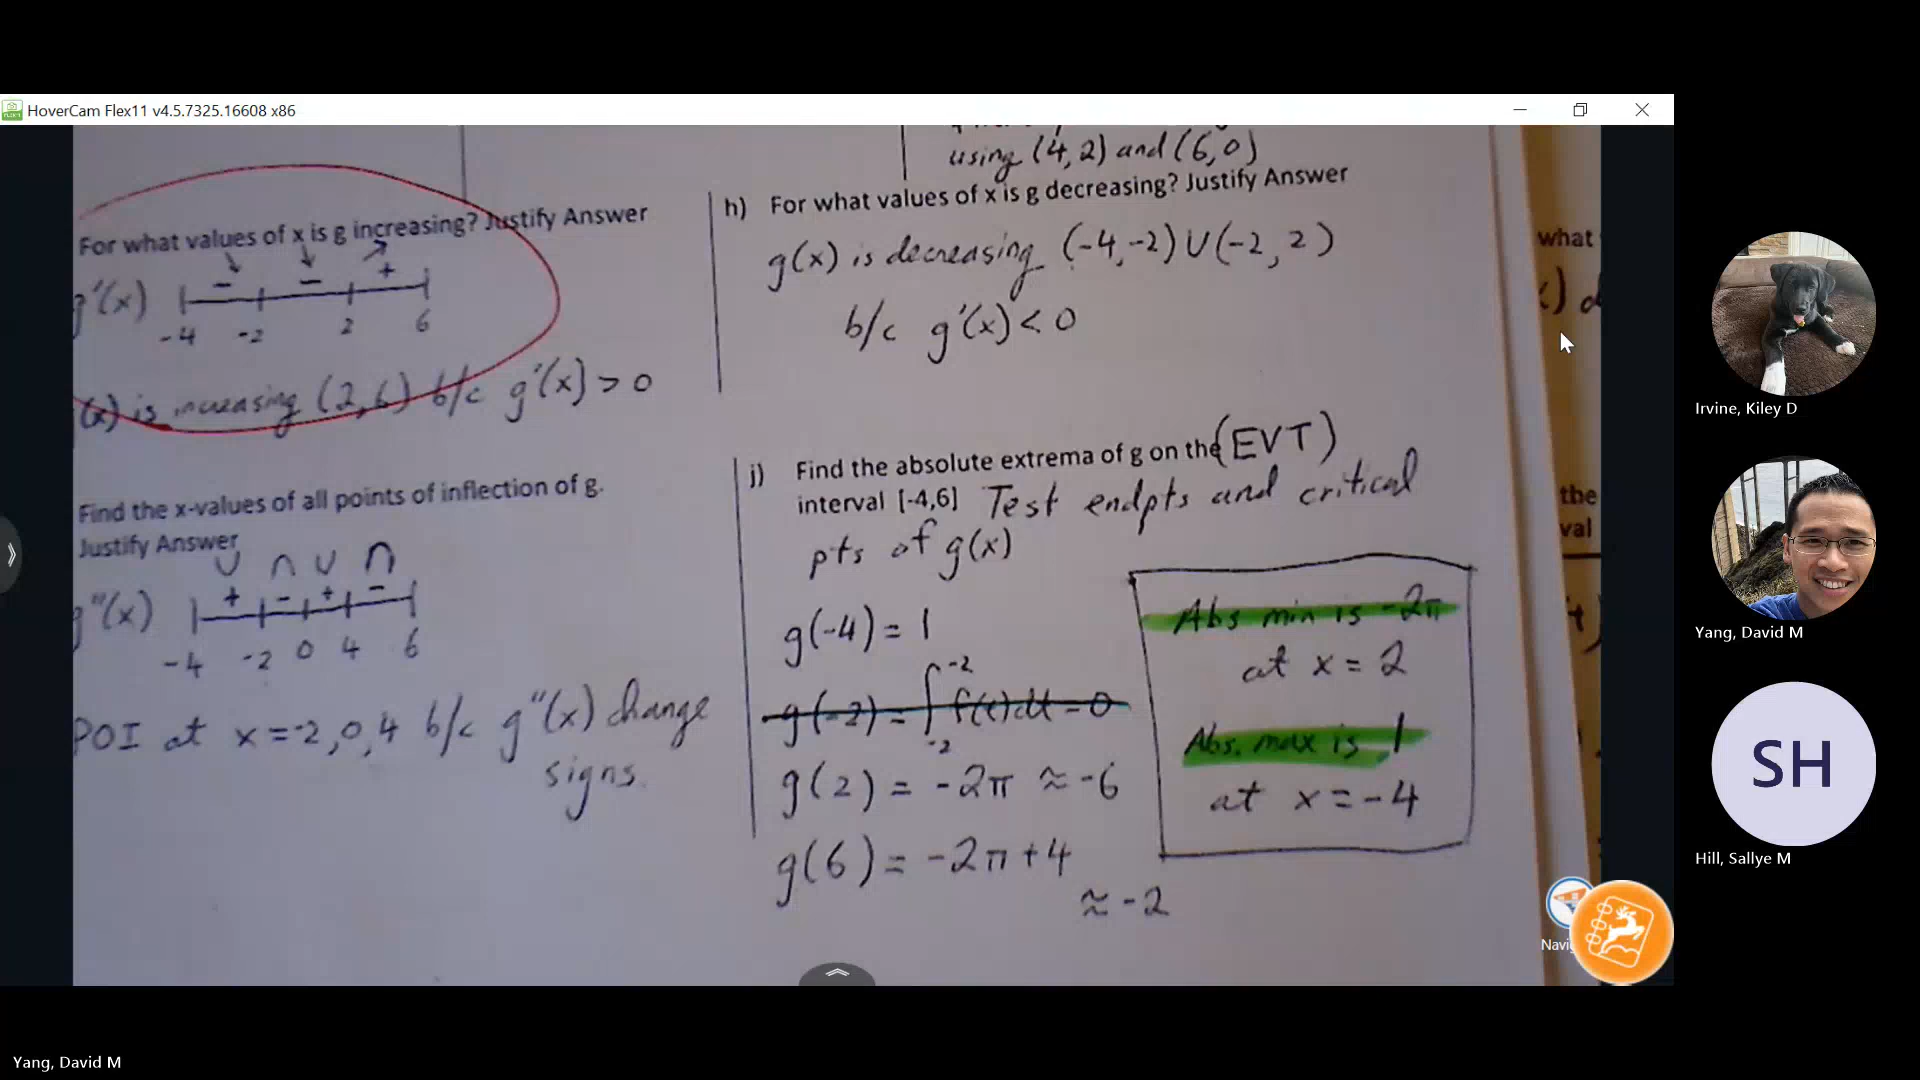 HoverCam Flex11 v4.5.7325.16608 x86
using (4,2) and (6,0)
For what values of x is g increasing? Justify Answer
g'(x) - - +
-4 -2 2 6
(x) is increasing (2,6) b/c g'(x) > 0
h) For what values of x is g decreasing? Justify Answer
g(x) is decreasing (-4,-2) ∪ (-2, 2)
b/c g'(x) < 0
Find the x-values of all points of inflection of g.
Justify Answer
∪ ∩ ∪ ∩
g"(x) + - + -
-4 -2 0 4 6
POI at x = -2, 0, 4 b/c g"(x) change
signs.
j) Find the absolute extrema of g on the (EVT)
interval [-4,6] Test endpts and critical
pts of g(x)
g(-4) = 1
g(-2) = ∫_{-2}^{-2} f(t)dt = 0
g(2) = -2π ≈ -6
g(6) = -2π+4
≈ -2
Abs min is -2π
at x = 2
Abs. max is 1
at x = -4
what
the
val
Navi
Irvine, Kiley D
Yang, David M
SH
Hill, Sallye M
Yang, David M